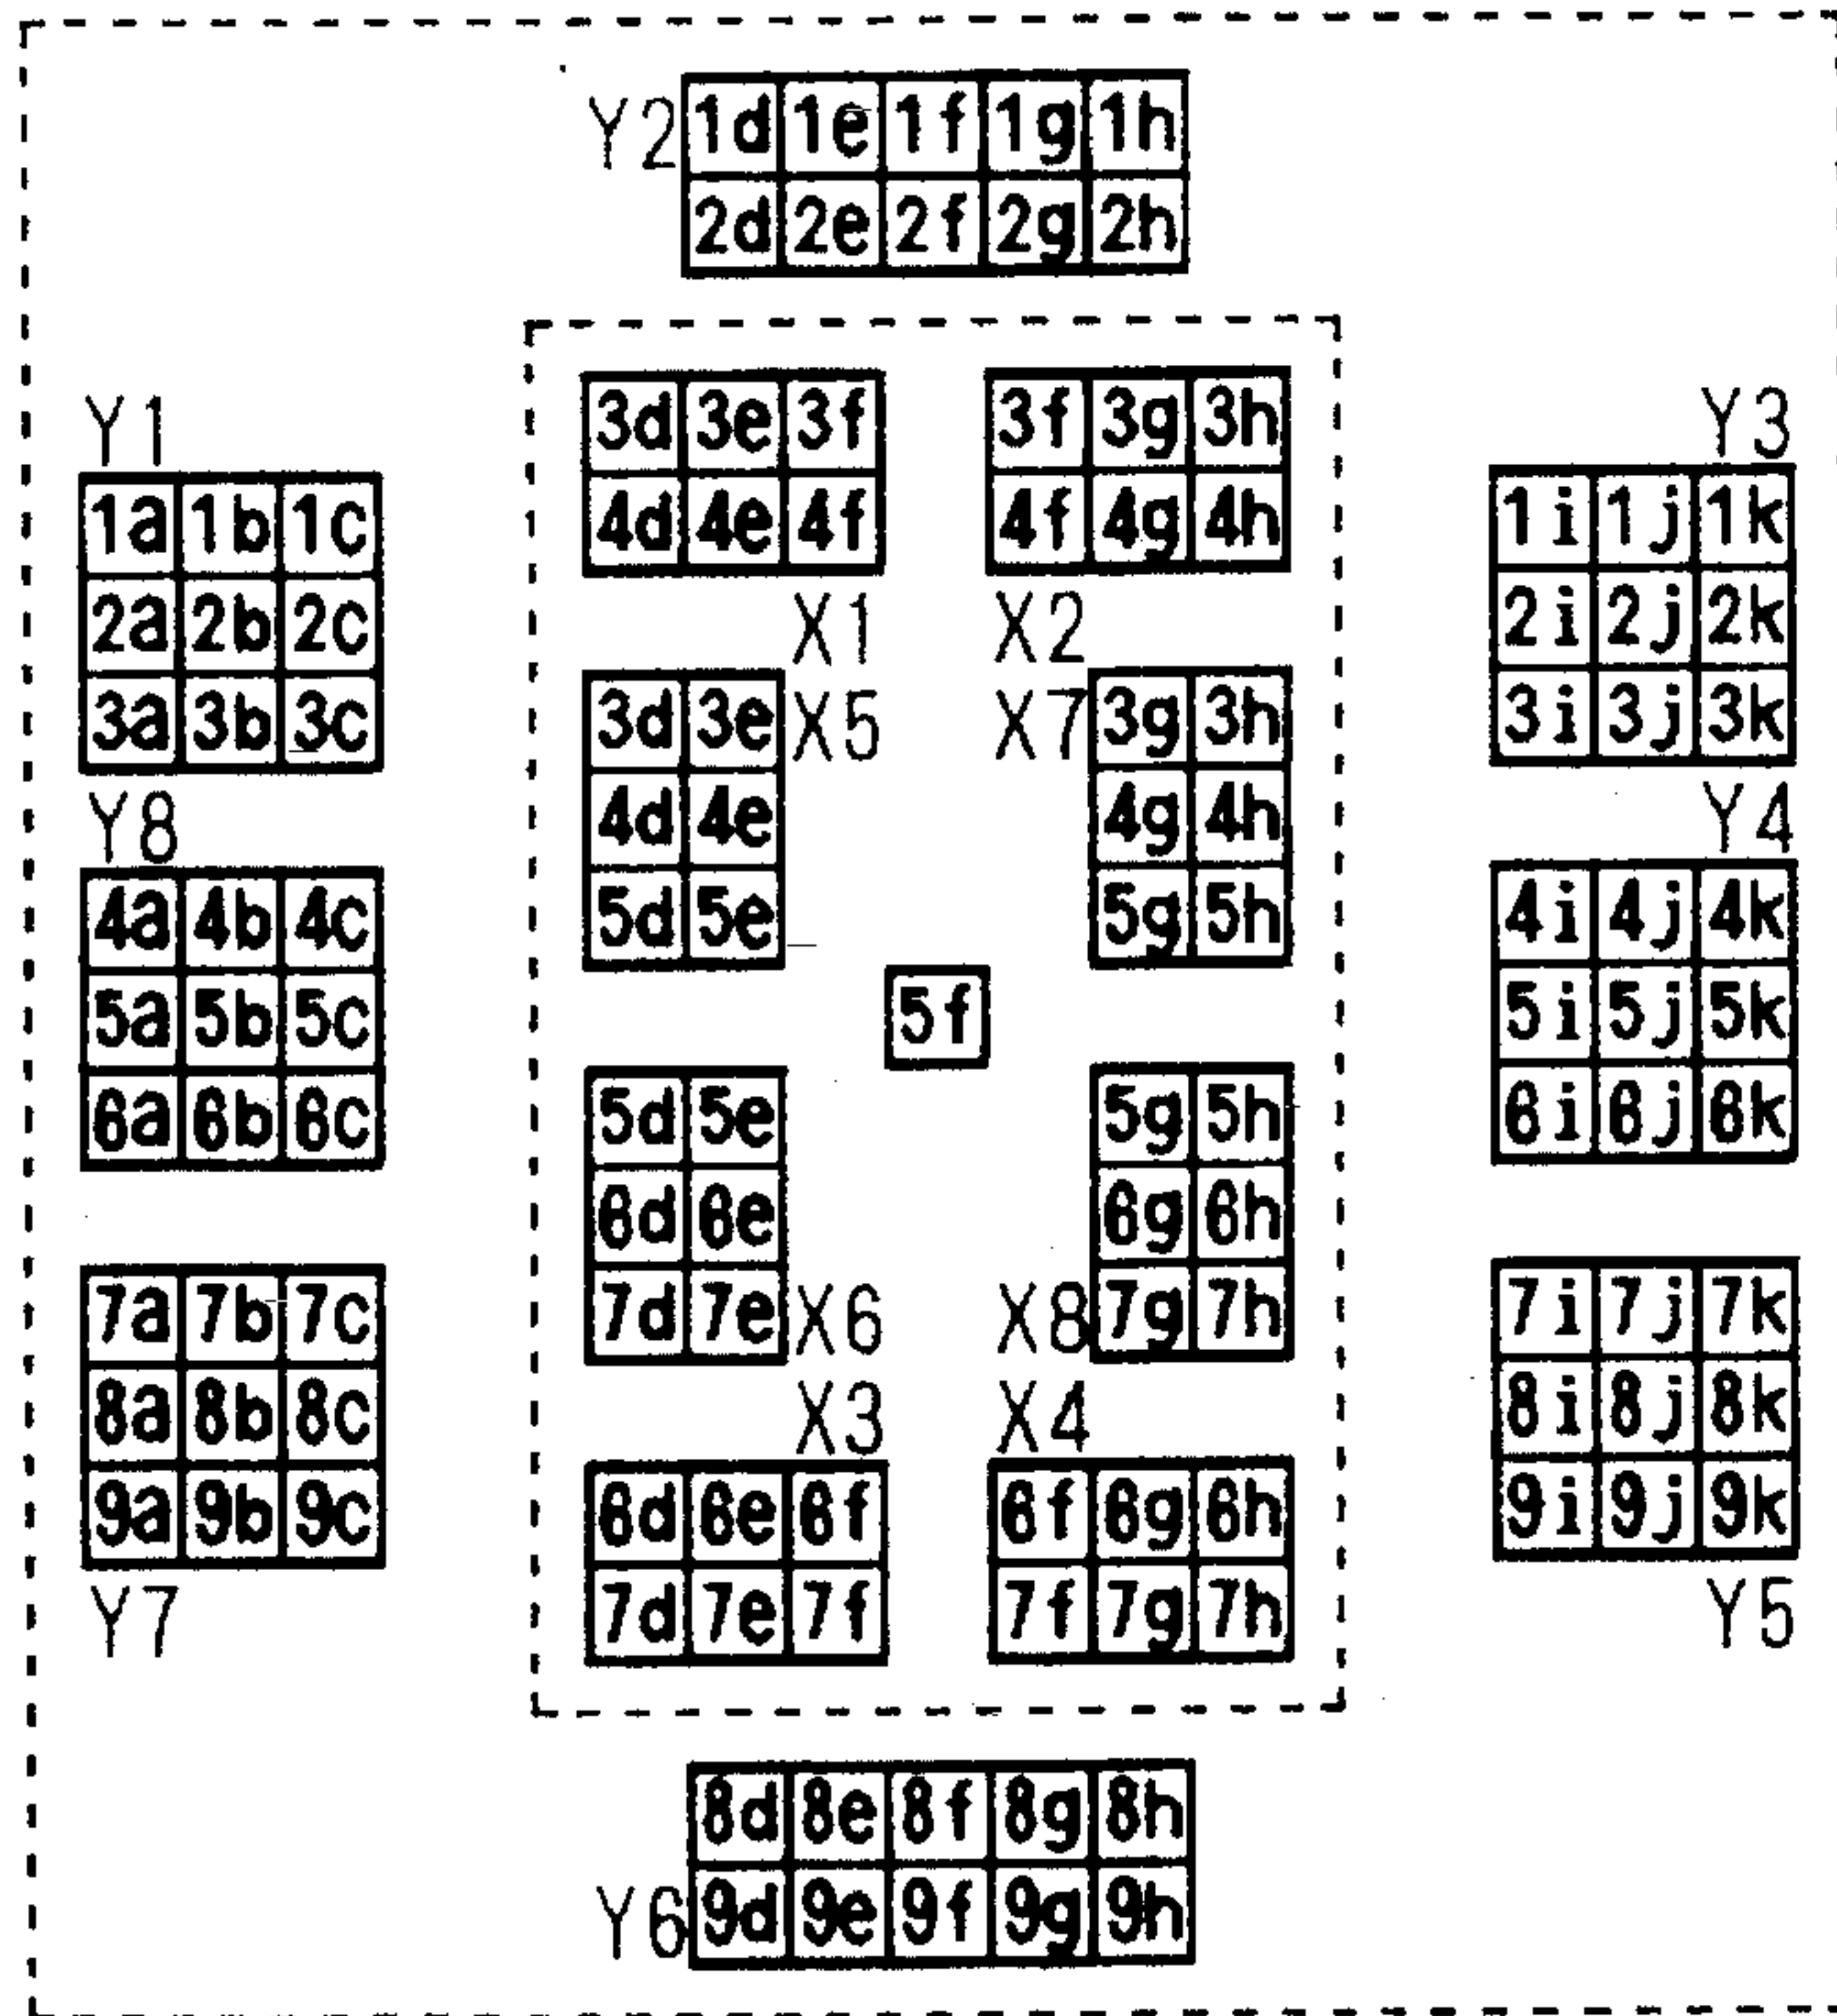 Y2 1d 1e 1f 1g 1h
2d 2e 2f 2g 2h
Y1
1a 1b 1c
2a 2b 2c
3a 3b 3c
Y8
4a 4b 4c
5a 5b 5c
6a 6b 6c
7a 7b 7c
8a 8b 8c
9a 9b 9c
Y7
3d 3e 3f
4d 4e 4f
X1
3f 3g 3h
4f 4g 4h
X2
3d 3e X5
4d 4e
5d 5e
X7 3g 3h
4g 4h
5g 5h
5f
5d 5e
6d 6e
7d 7e X6
5g 5h
6g 6h
X8 7g 7h
X3
6d 6e 6f
7d 7e 7f
X4
6f 6g 6h
7f 7g 7h
Y3
1i 1j 1k
2i 2j 2k
3i 3j 3k
Y4
4i 4j 4k
5i 5j 5k
6i 6j 6k
7i 7j 7k
8i 8j 8k
9i 9j 9k
Y5
8d 8e 8f 8g 8h
Y6 9d 9e 9f 9g 9h